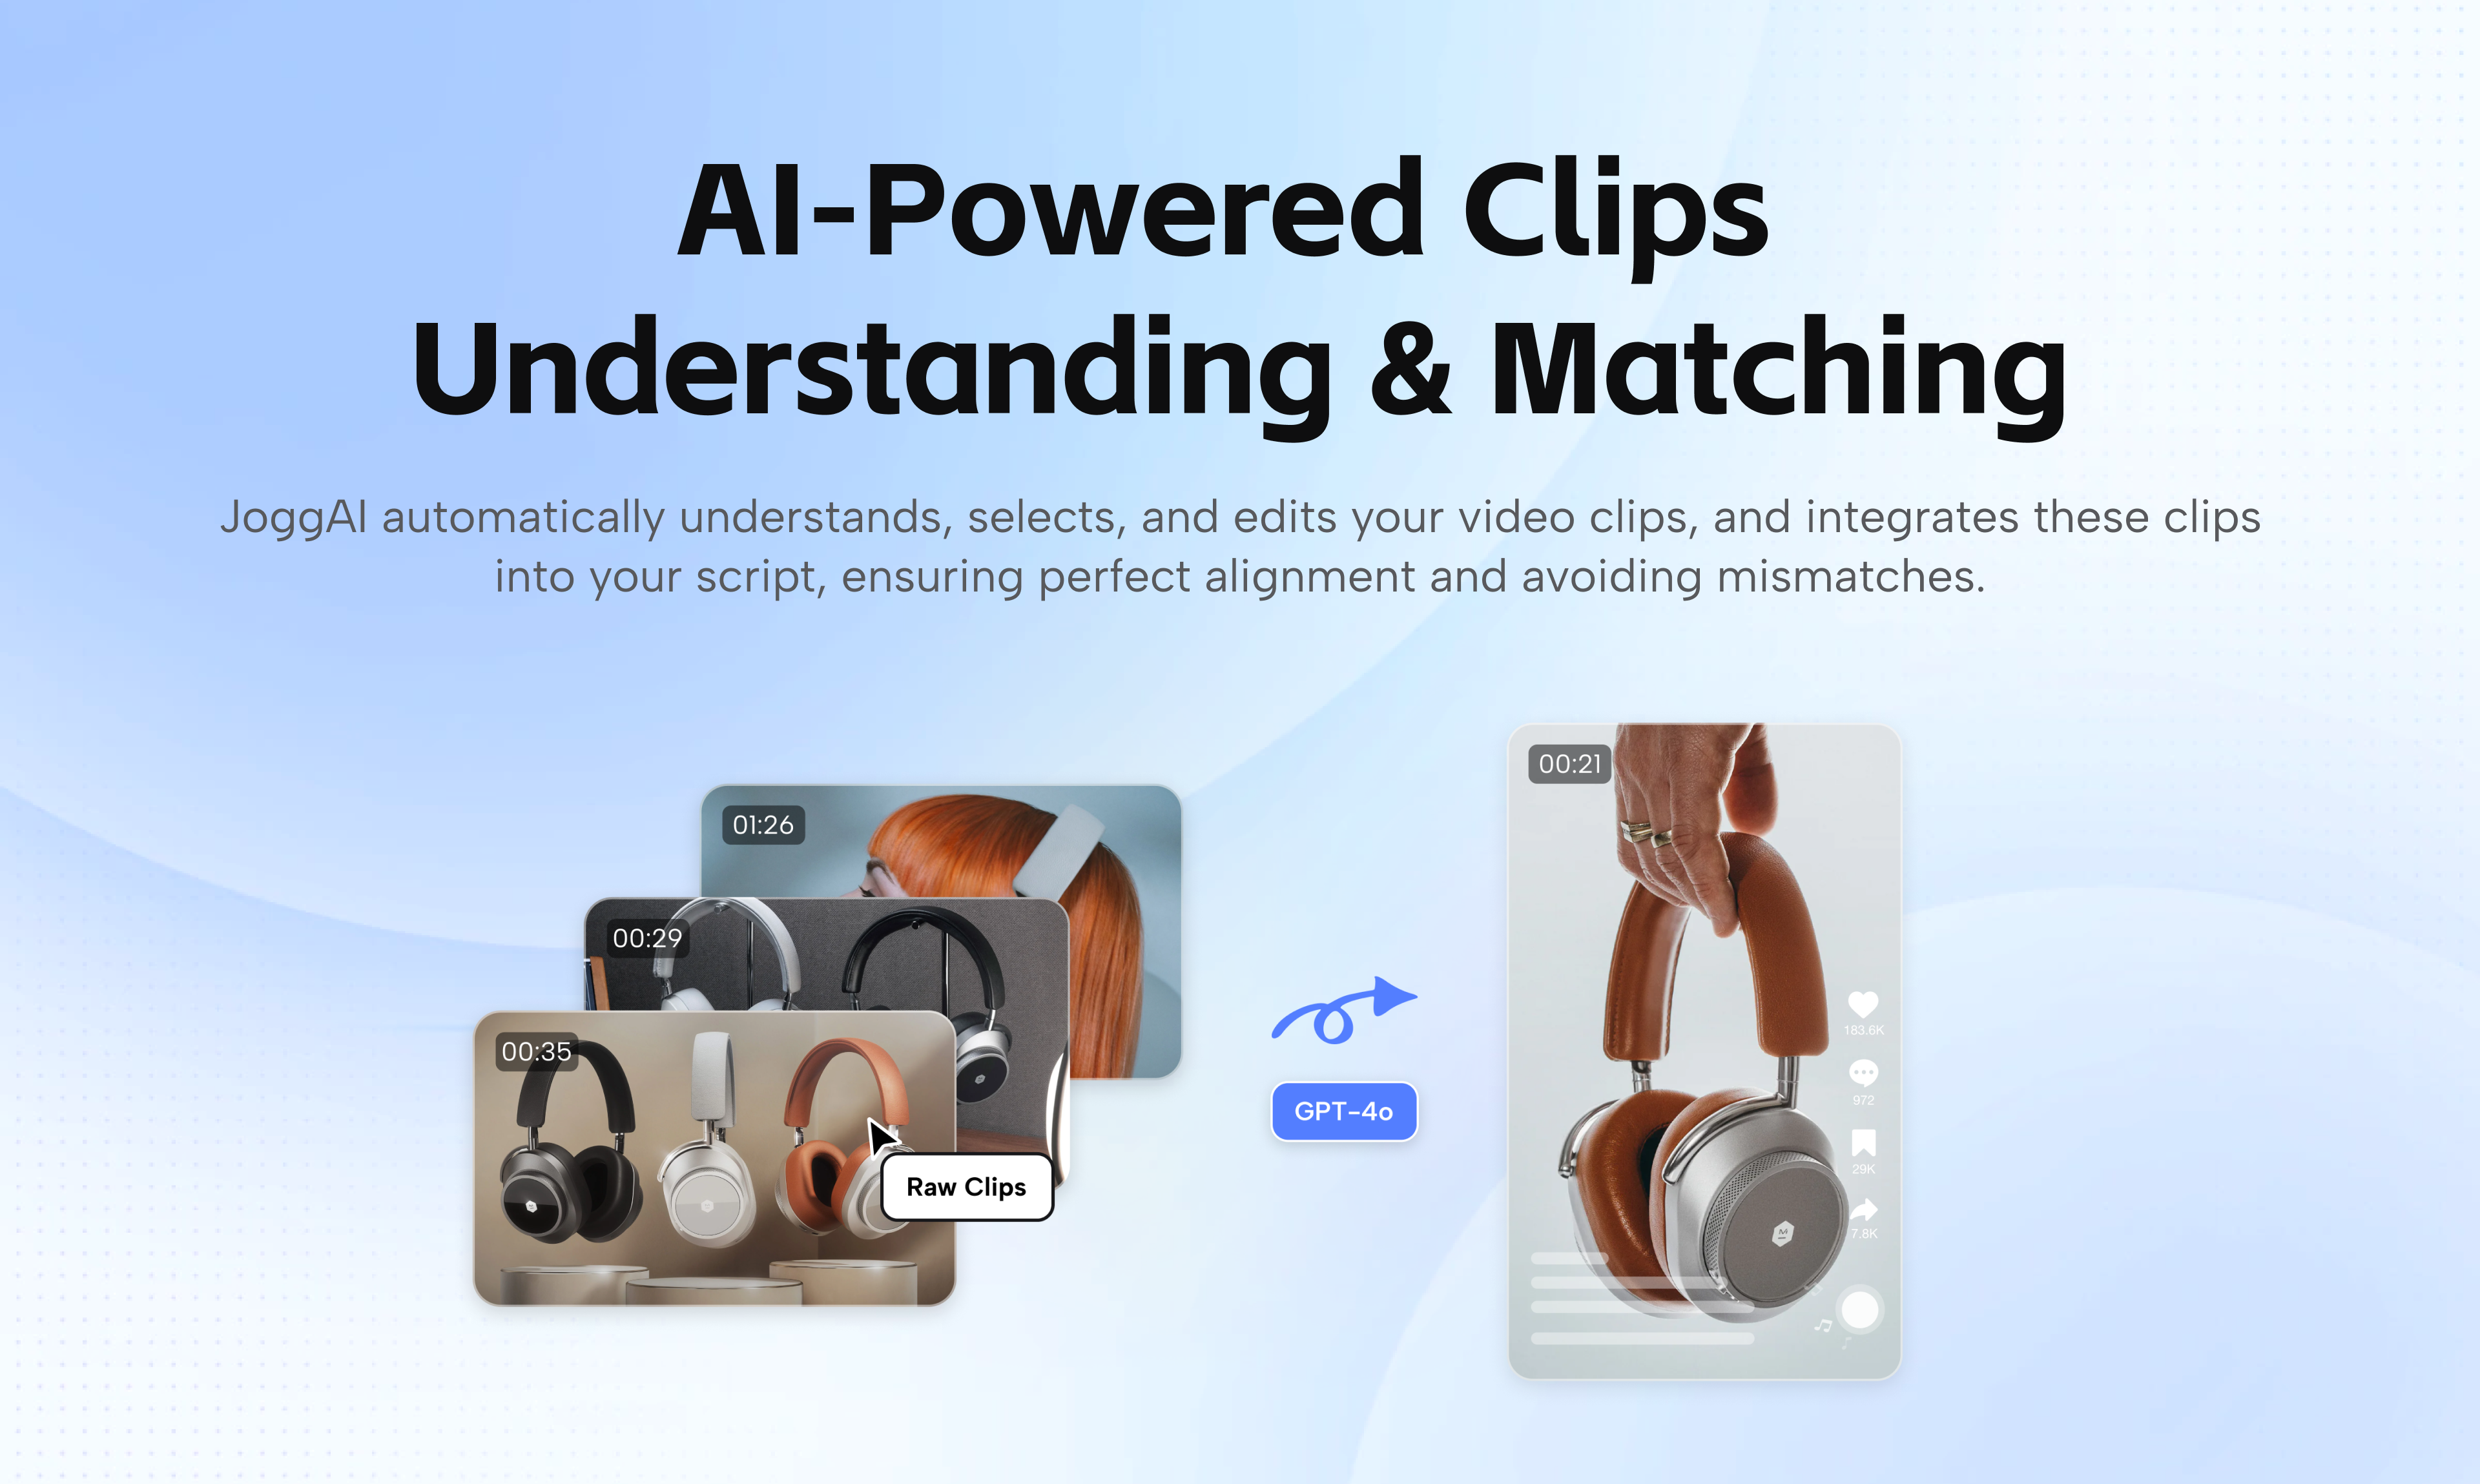 AI-Powered Clips
Understanding & Matching
JoggAI automatically understands, selects, and edits your video clips, and integrates these clips
into your script, ensuring perfect alignment and avoiding mismatches.
01:26
00:29
00:35
Raw Clips
GPT-4o
00:21
183.6K
972
29K
7.8K